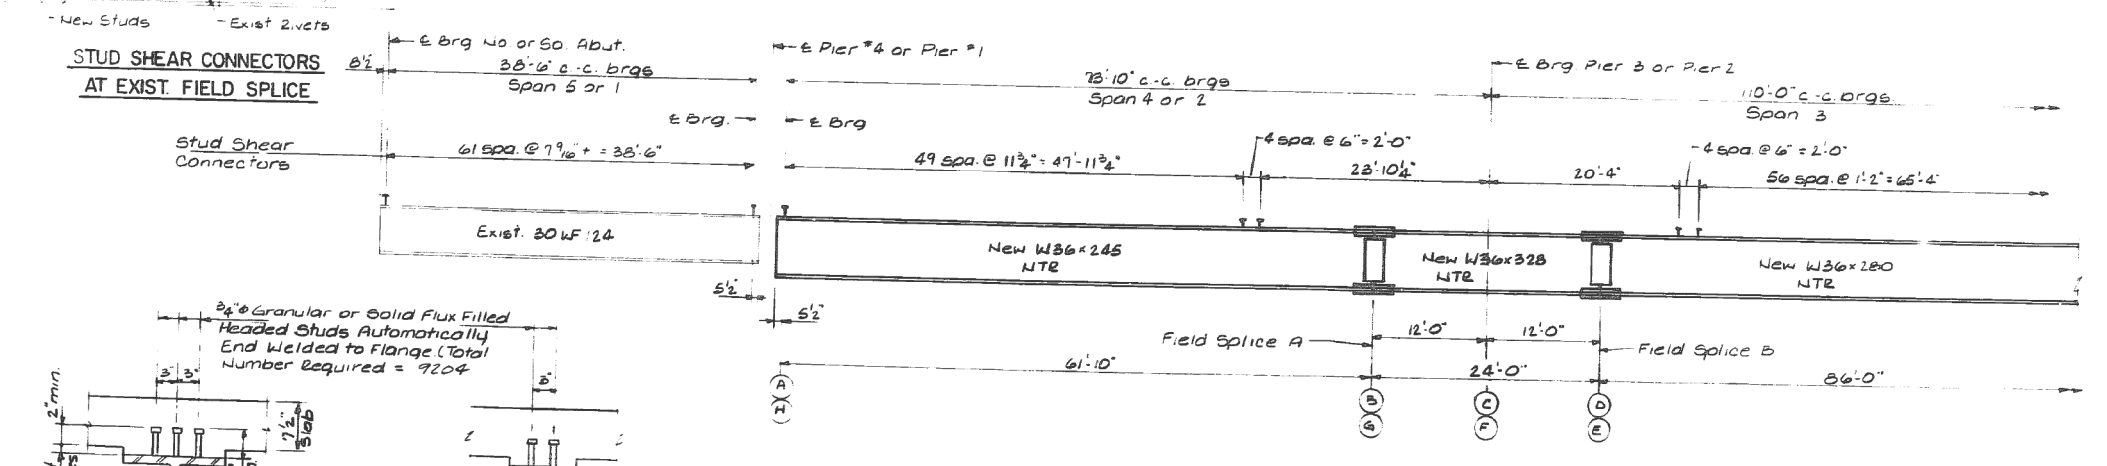 - New Studs
- Exist Rivets
STUD SHEAR CONNECTORS
AT EXIST. FIELD SPLICE
8½
℄ Brg No. or So. Abut.
38'-6" c.-c. brgs
Span 5 or 1
℄ Pier #4 or Pier #1
73'-10" c.-c. brgs
Span 4 or 2
℄ Brg. Pier 3 or Pier 2
110'-0" c.-c. brgs.
Span 3
℄ Brg.
℄ Brg
Stud Shear
Connectors
61 spa. @ 7 9/16" ± = 38'-6"
49 spa. @ 11¾" = 47'-11¾"
4 spa. @ 6" = 2'-0"
23'-10¼"
20'-4"
4 spa. @ 6" = 2'-0"
56 spa. @ 1'-2" = 65'-4"
Exist. 30 WF 124
New W36×245
NTR
New W36×328
NTR
New W36×280
NTR
5½"
5½"
Field Splice A
12'-0"
12'-0"
Field Splice B
61'-10"
24'-0"
86'-0"
A
H
B
G
C
F
D
E
¾"φ Granular or Solid Flux Filled
Headed Studs Automatically
End Welded to Flange. (Total
Number Required = 9204
3"
3"
3"
2" min.
7½"
Slab